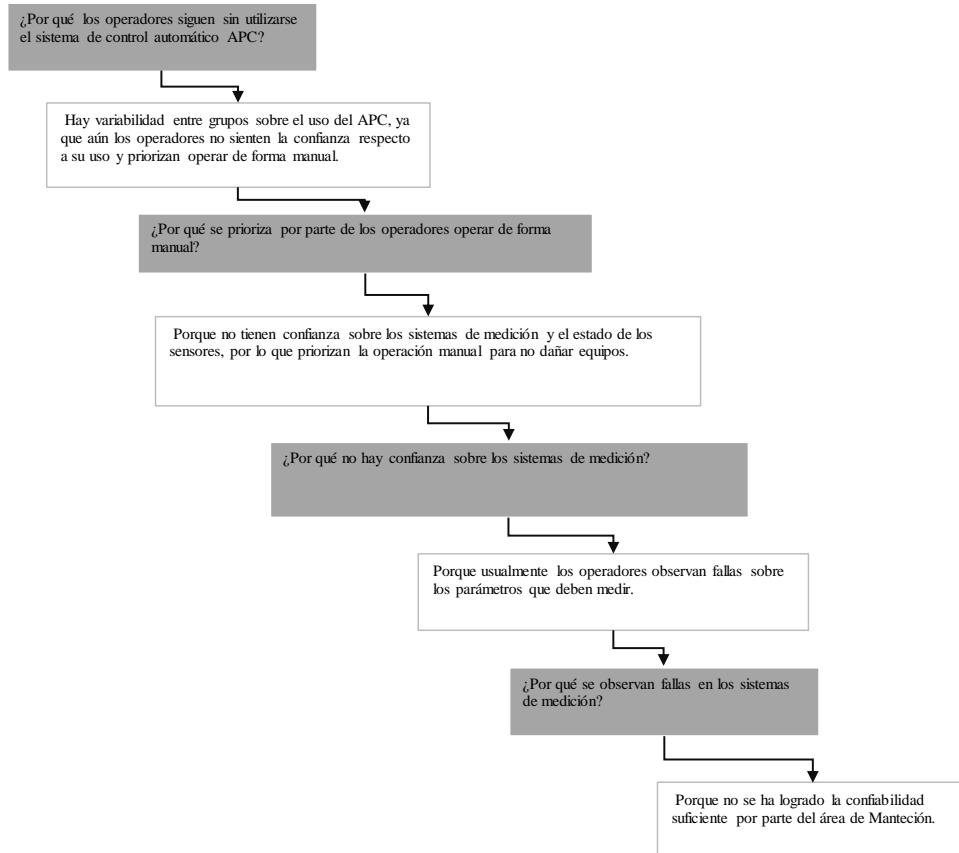 ¿Por qué los operadores siguen sin utilizarse
el sistema de control automático APC?
Hay variabilidad entre grupos sobre el uso del APC, ya
que aún los operadores no sienten la confianza respecto
a su uso y priorizan operar de forma manual.
¿Por qué se prioriza por parte de los operadores operar de forma
manual?
Porque no tienen confianza sobre los sistemas de medición y el estado de los
sensores, por lo que priorizan la operación manual para no dañar equipos.
¿Por qué no hay confianza sobre los sistemas de medición?
Porque usualmente los operadores observan fallas sobre
los parámetros que deben medir.
¿Por qué se observan fallas en los sistemas
de medición?
Porque no se ha logrado la confiabilidad
suficiente por parte del área de Manteción.